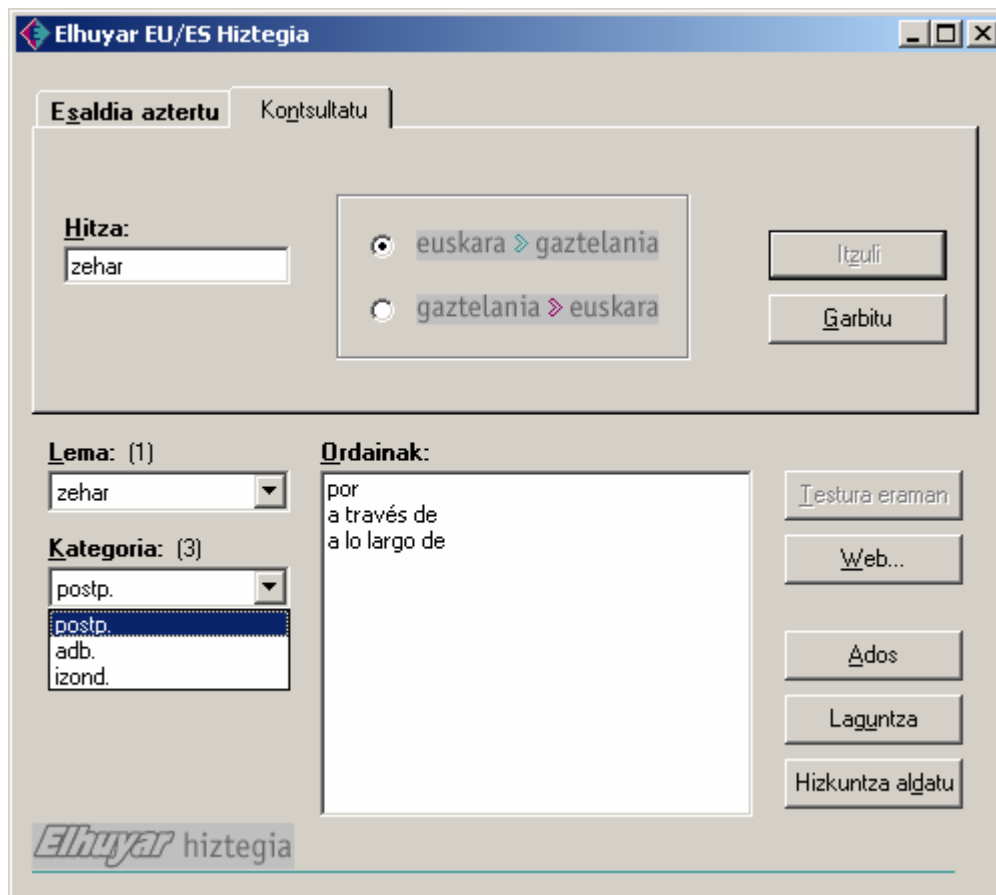 Elhuyar EU/ES Hiztegia
Esaldia aztertu
Kontsultatu
Hitza:
zehar
euskara » gaztelania
gaztelania » euskara
Itzuli
Garbitu
Lema: (1)
zehar
Kategoria: (3)
postp.
postp.
adb.
izond.
Ordainak:
por
a través de
a lo largo de
Testura eraman
Web...
Ados
Laguntza
Hizkuntza aldatu
Elhuyar hiztegia